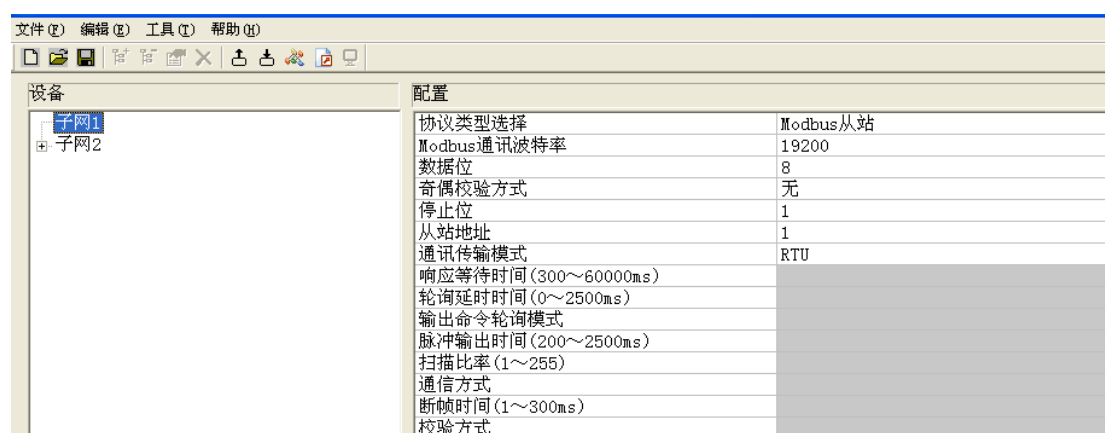 文件(F) 编辑(E) 工具(T) 帮助(H)
设备
子网1
子网2
配置
协议类型选择 Modbus从站
Modbus通讯波特率 19200
数据位 8
奇偶校验方式 无
停止位 1
从站地址 1
通讯传输模式 RTU
响应等待时间(300～60000ms)
轮询延时时间(0～2500ms)
输出命令轮询模式
脉冲输出时间(200～2500ms)
扫描比率(1～255)
通信方式
断帧时间(1～300ms)
校验方式